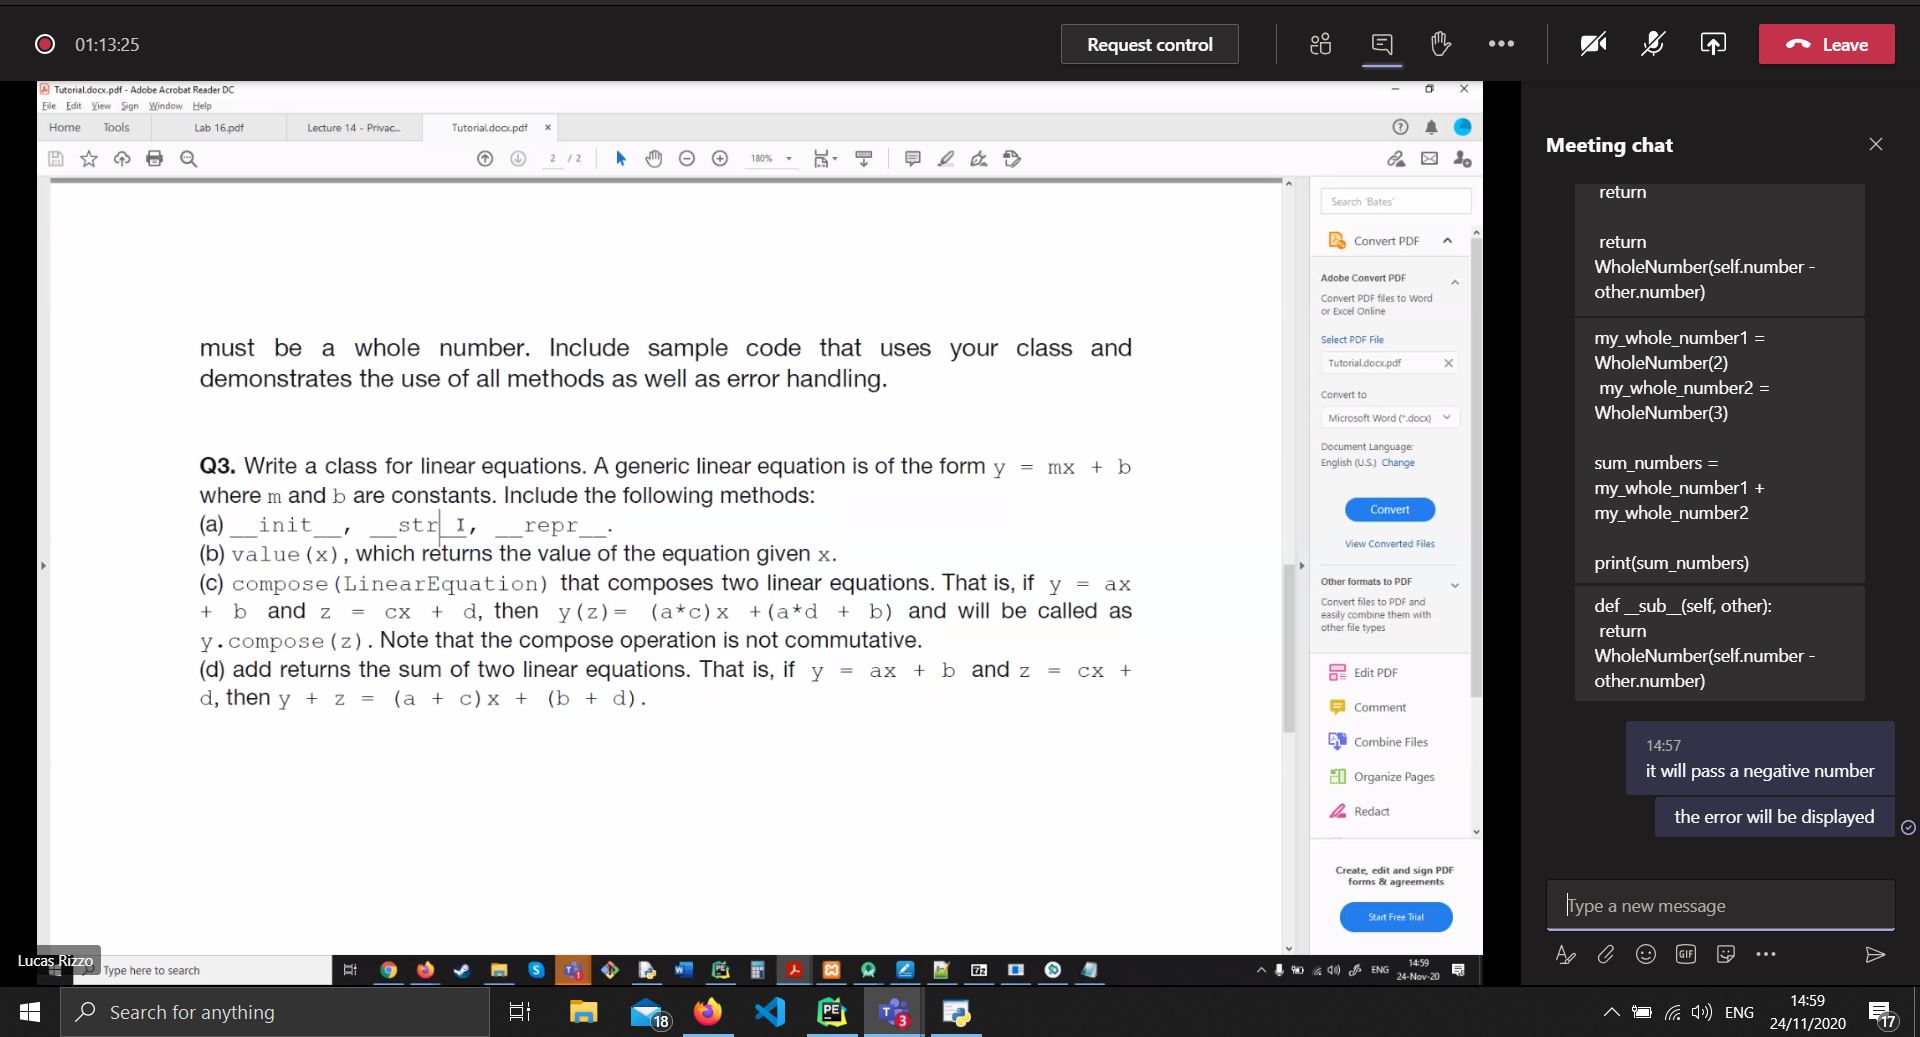 01:13:25
Request control
Leave
Tutorial.docx.pdf - Adobe Acrobat Reader DC
File Edit View Sign Window Help
Home Tools Lab 16.pdf Lecture 14 - Privac... Tutorial.docx.pdf ×
2 / 2 180%
must be a whole number. Include sample code that uses your class and
demonstrates the use of all methods as well as error handling.
Q3. Write a class for linear equations. A generic linear equation is of the form y = mx + b
where m and b are constants. Include the following methods:
(a) __init__, __str__, __repr__.
(b) value(x), which returns the value of the equation given x.
(c) compose(LinearEquation) that composes two linear equations. That is, if y = ax
+ b and z = cx + d, then y(z)= (a*c)x +(a*d + b) and will be called as
y.compose(z). Note that the compose operation is not commutative.
(d) add returns the sum of two linear equations. That is, if y = ax + b and z = cx +
d, then y + z = (a + c)x + (b + d).
Search 'Bates'
Convert PDF
Adobe Convert PDF
Convert PDF files to Word
or Excel Online
Select PDF File
Tutorial.docx.pdf
Convert to
Microsoft Word (*.docx)
Document Language:
English (U.S.) Change
Convert
View Converted Files
Other formats to PDF
Convert files to PDF and
easily combine them with
other file types
Edit PDF
Comment
Combine Files
Organize Pages
Redact
Create, edit and sign PDF
forms & agreements
Start Free Trial
Meeting chat
return
return
WholeNumber(self.number -
other.number)
my_whole_number1 =
WholeNumber(2)
my_whole_number2 =
WholeNumber(3)
sum_numbers =
my_whole_number1 +
my_whole_number2
print(sum_numbers)
def __sub__(self, other):
return
WholeNumber(self.number -
other.number)
14:57
it will pass a negative number
the error will be displayed
Type a new message
GIF
Lucas Rizzo
Type here to search
ENG
14:59
24-Nov-20
Search for anything
18
PE
3
ENG
14:59
24/11/2020
17